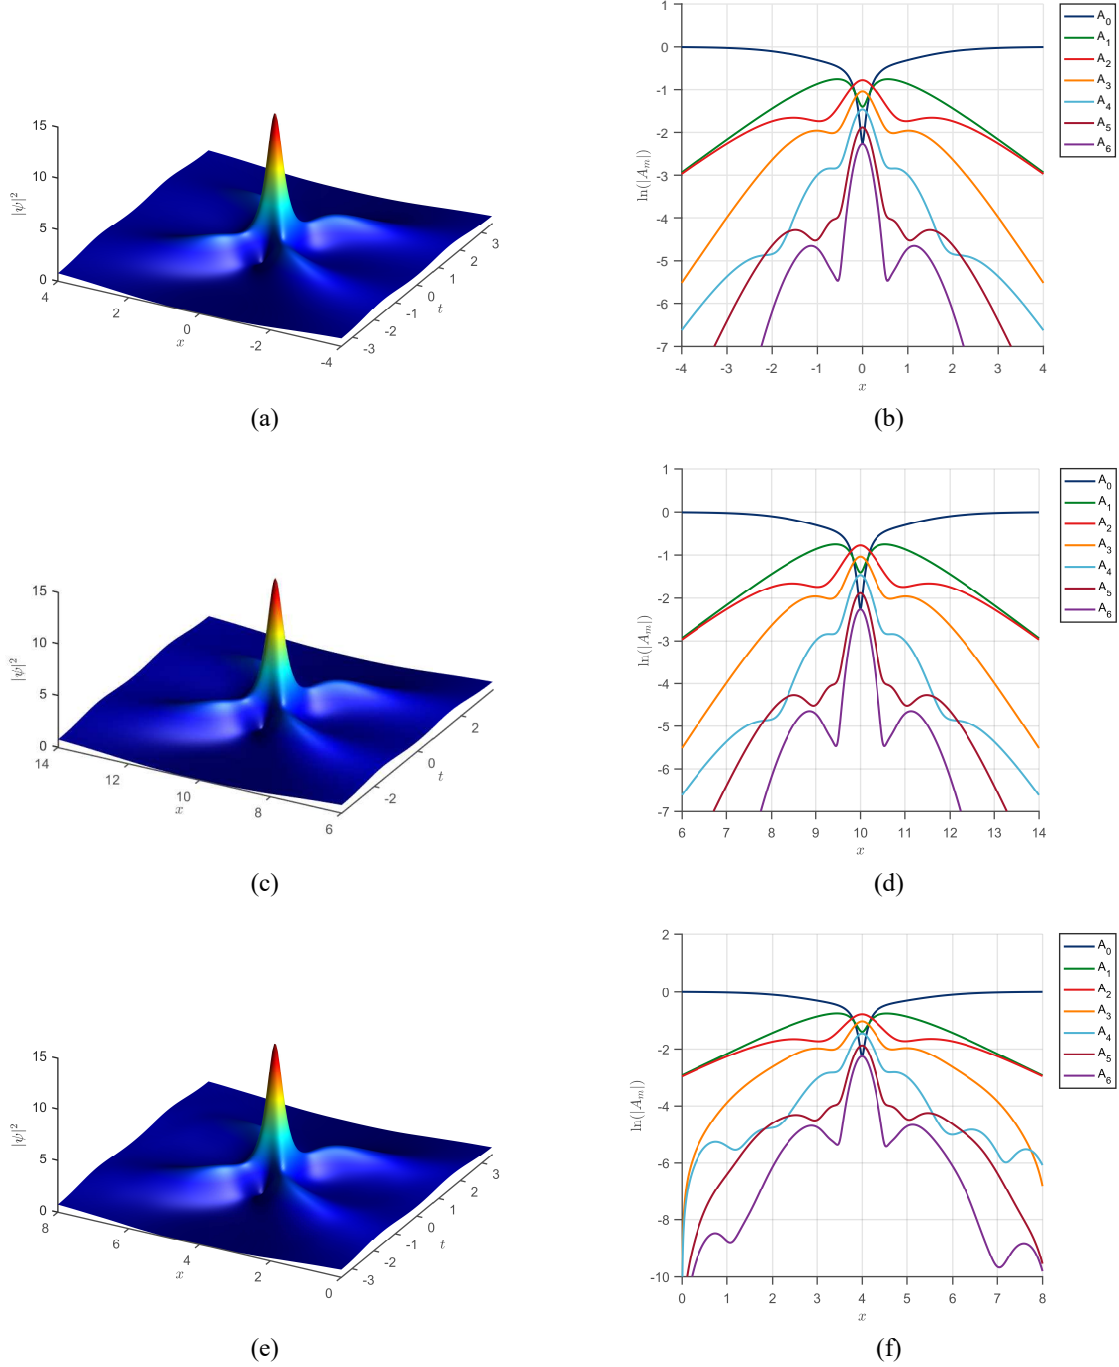 15
10
5
0
|ψ|²
4
2
0
-2
-4
x
-3
-2
-1
0
1
2
3
t
(a)
1
0
-1
-2
-3
-4
-5
-6
-7
ln(|A_m|)
-4
-3
-2
-1
0
1
2
3
4
x
A₀
A₁
A₂
A₃
A₄
A₅
A₆
(b)
15
10
5
0
|ψ|²
14
12
10
8
6
x
-2
0
2
t
(c)
1
0
-1
-2
-3
-4
-5
-6
-7
ln(|A_m|)
6
7
8
9
10
11
12
13
14
x
A₀
A₁
A₂
A₃
A₄
A₅
A₆
(d)
15
10
5
0
|ψ|²
8
6
4
2
0
x
-3
-2
-1
0
1
2
3
t
(e)
2
0
-2
-4
-6
-8
-10
ln(|A_m|)
0
1
2
3
4
5
6
7
8
x
A₀
A₁
A₂
A₃
A₄
A₅
A₆
(f)